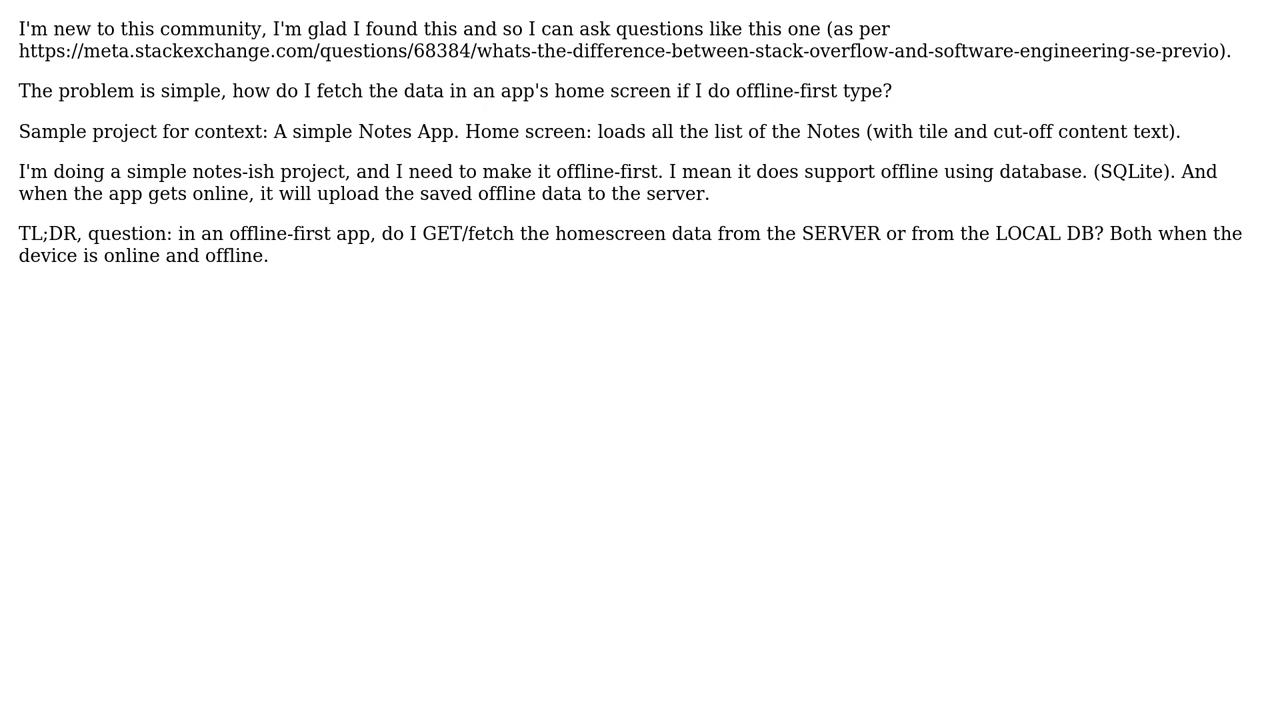 I'm new to this community, I'm glad I found this and so I can ask questions like this one (as per
https://meta.stackexchange.com/questions/68384/whats-the-difference-between-stack-overflow-and-software-engineering-se-previo).
The problem is simple, how do I fetch the data in an app's home screen if I do offline-first type?
Sample project for context: A simple Notes App. Home screen: loads all the list of the Notes (with tile and cut-off content text).
I'm doing a simple notes-ish project, and I need to make it offline-first. I mean it does support offline using database. (SQLite). And
when the app gets online, it will upload the saved offline data to the server.
TL;DR, question: in an offline-first app, do I GET/fetch the homescreen data from the SERVER or from the LOCAL DB? Both when the
device is online and offline.